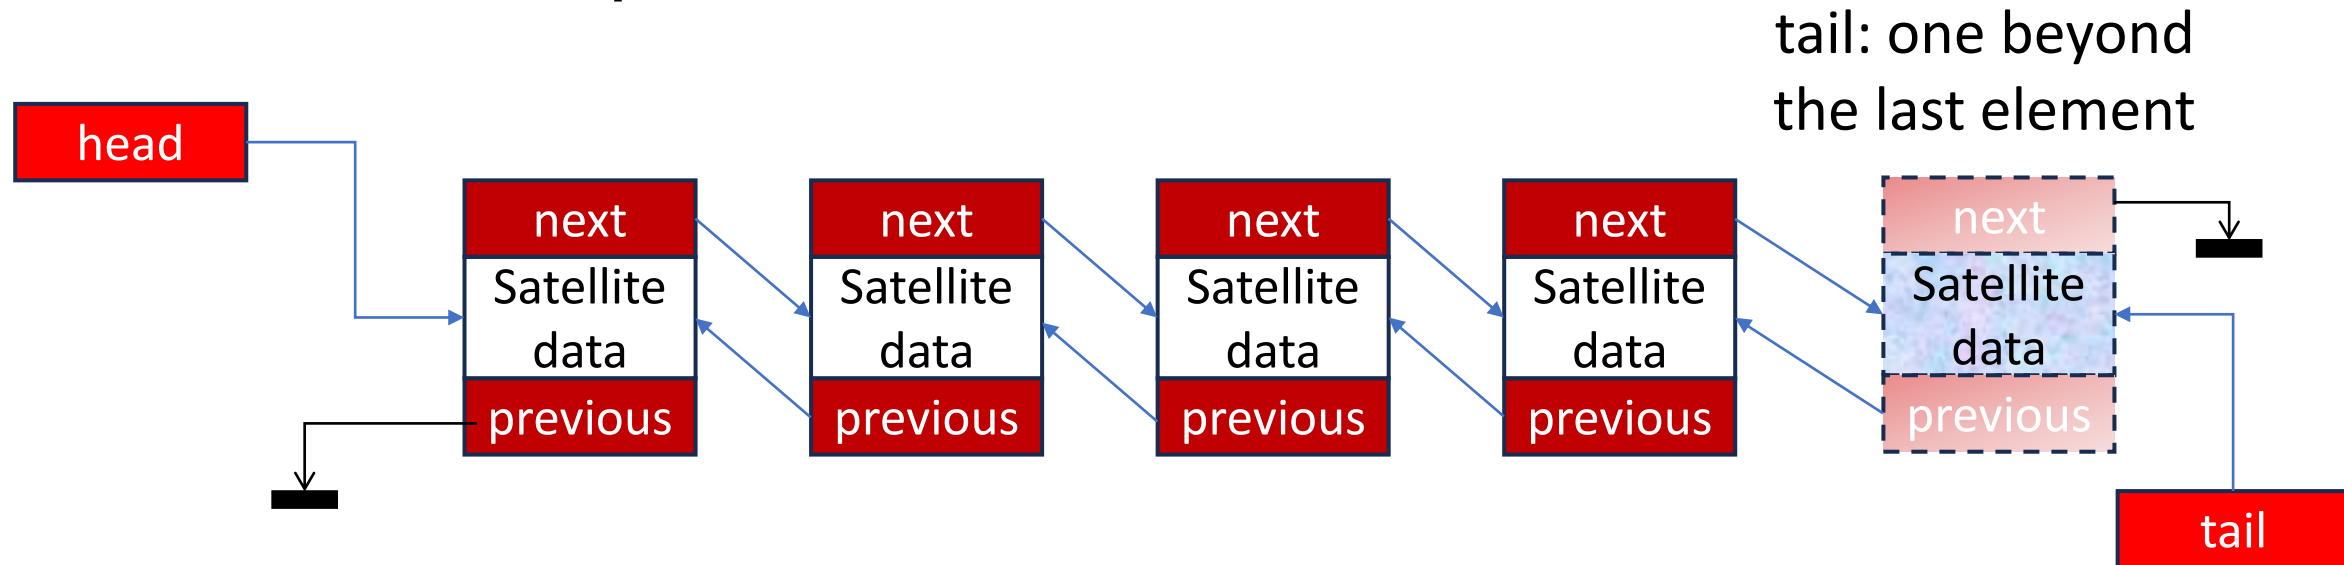 tail: one beyond
the last element
head
next
next
next
next
next
Satellite
data
Satellite
data
Satellite
data
Satellite
data
Satellite
data
previous
previous
previous
previous
previous
tail